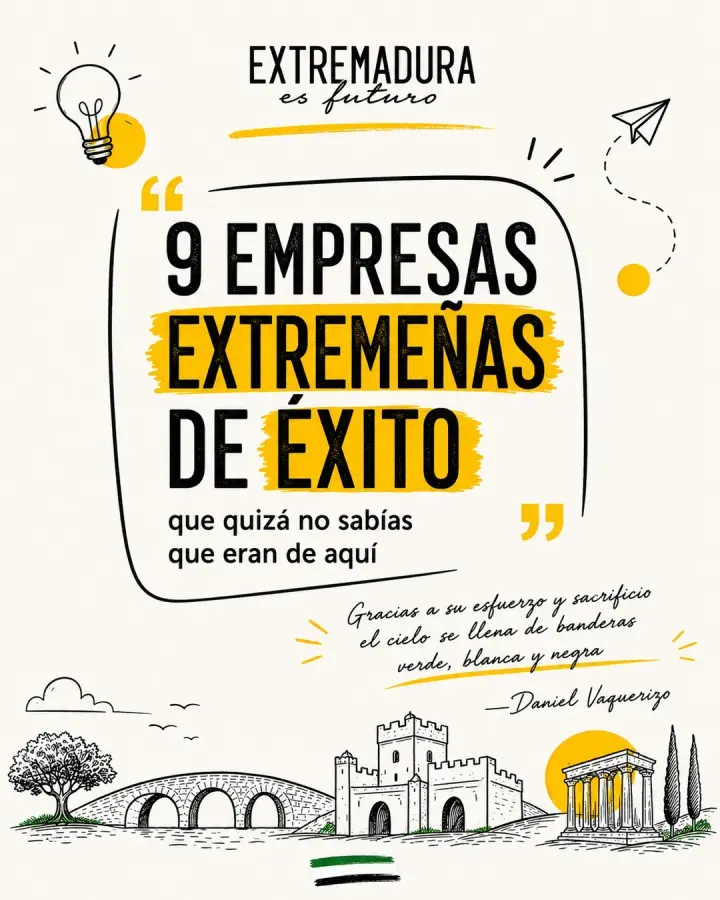 EXTREMADURA
es futuro
“
9 EMPRESAS
EXTREMEÑAS
DE ÉXITO
que quizá no sabías
que eran de aquí
”
Gracias a su esfuerzo y sacrificio
el cielo se llena de banderas
verde, blanca y negra
—Daniel Vaquerizo